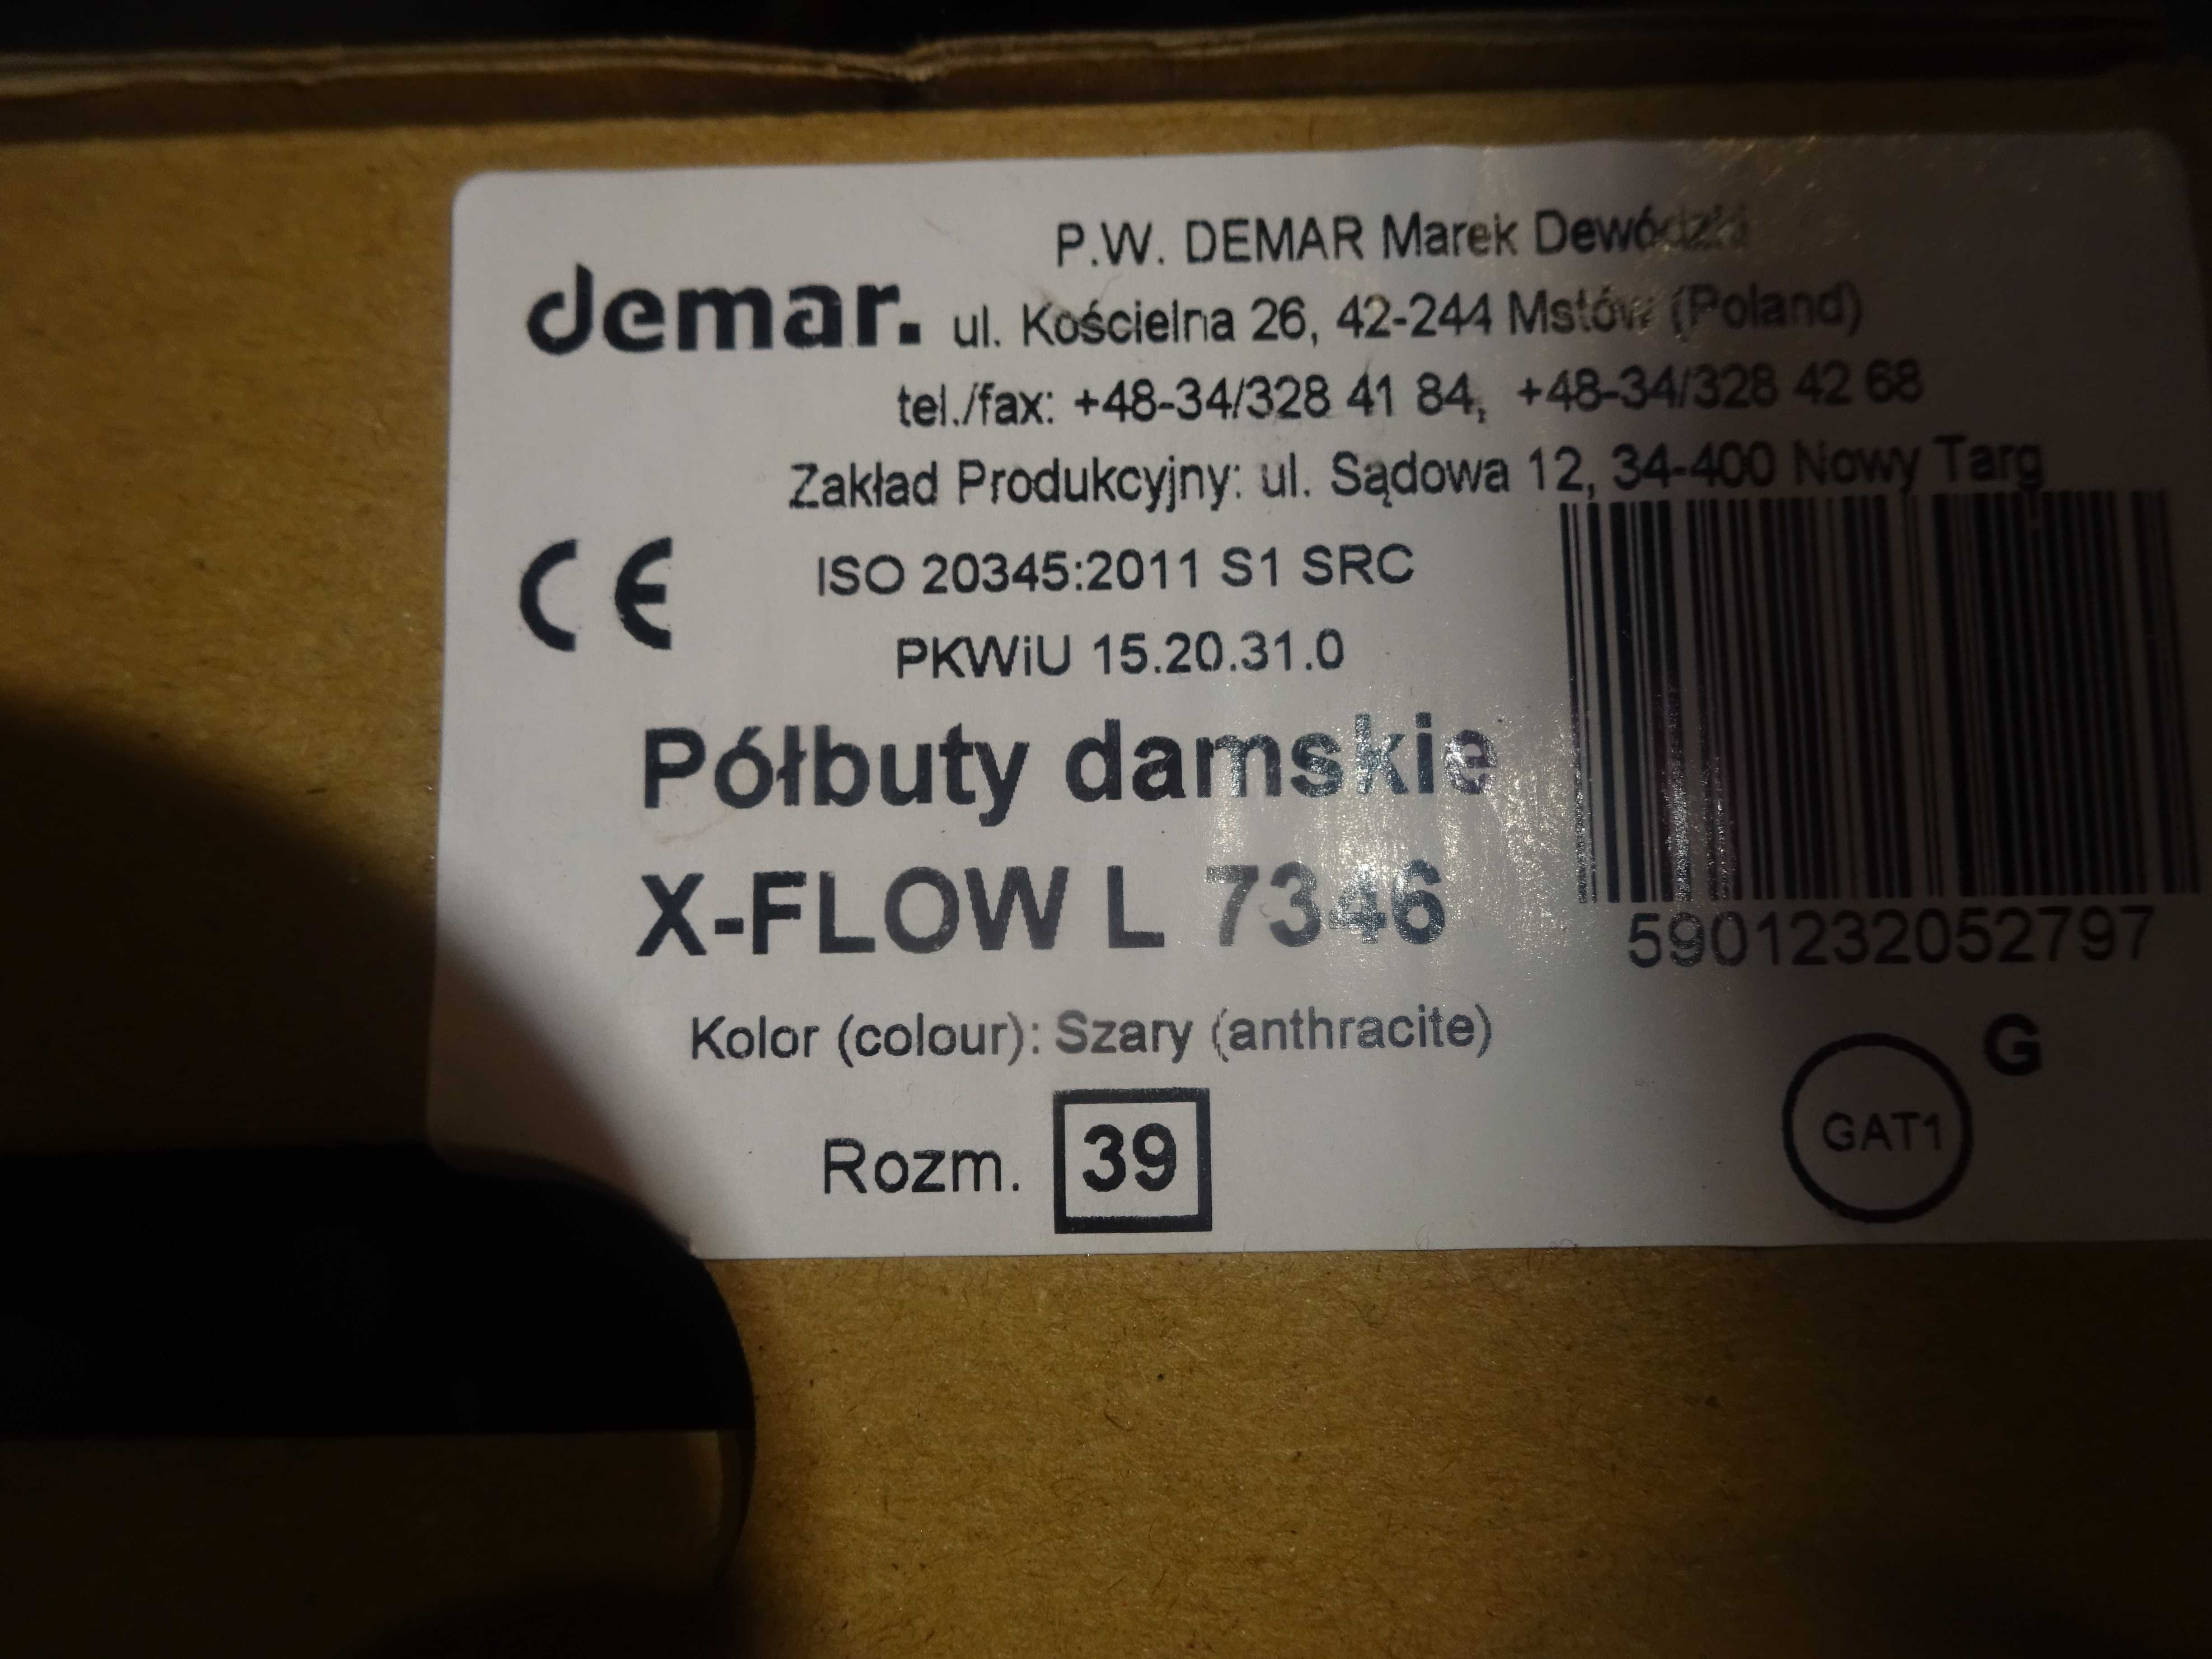 P.W. DEMAR Marek Dewódzki
demar. ul. Kościelna 26, 42-244 Mstów (Poland)
tel./fax: +48-34/328 41 84, +48-34/328 42 68
Zakład Produkcyjny: ul. Sądowa 12, 34-400 Nowy Targ
CE
ISO 20345:2011 S1 SRC
PKWiU 15.20.31.0
Półbuty damskie
X-FLOW L 7346
5901232052797
Kolor (colour): Szary (anthracite)
G
GAT1
Rozm. 39